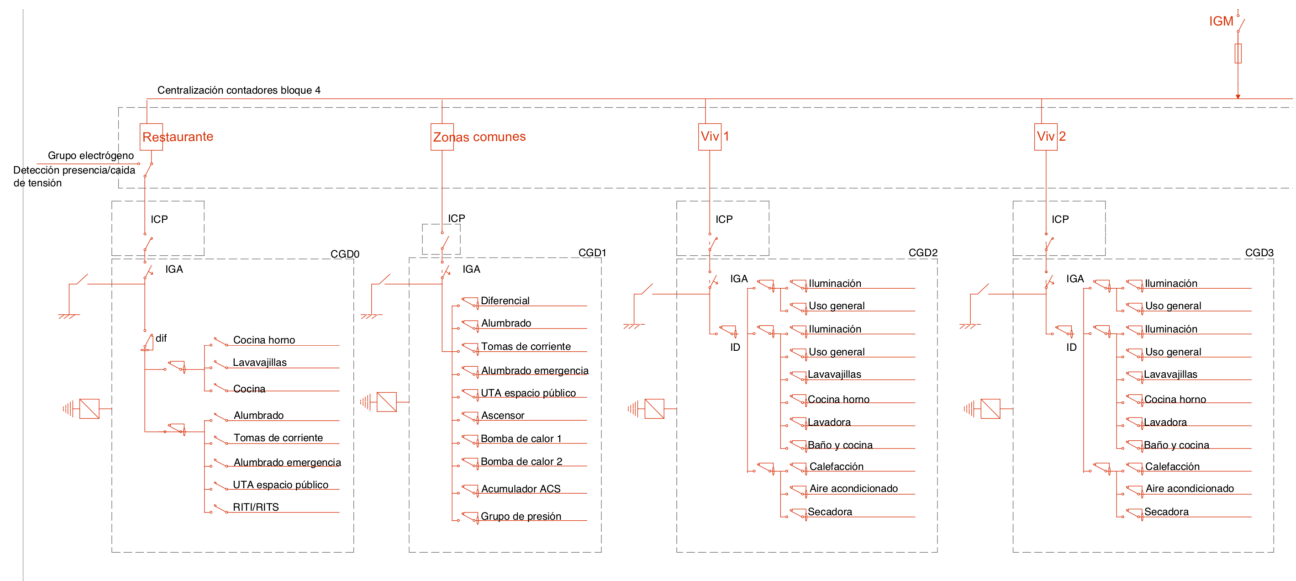 IGM
Centralización contadores bloque 4
Restaurante
Zonas comunes
Viv 1
Viv 2
Grupo electrógeno
Detección presencia/caida
de tensión
ICP
ICP
ICP
ICP
CGD0
IGA
dif
Cocina horno
Lavavajillas
Cocina
Alumbrado
Tomas de corriente
Alumbrado emergencia
UTA espacio público
RITI/RITS
CGD1
IGA
Diferencial
Alumbrado
Tomas de corriente
Alumbrado emergencia
UTA espacio público
Ascensor
Bomba de calor 1
Bomba de calor 2
Acumulador ACS
Grupo de presión
CGD2
IGA
ID
Iluminación
Uso general
Iluminación
Uso general
Lavavajillas
Cocina horno
Lavadora
Baño y cocina
Calefacción
Aire acondicionado
Secadora
CGD3
IGA
ID
Iluminación
Uso general
Iluminación
Uso general
Lavavajillas
Cocina horno
Lavadora
Baño y cocina
Calefacción
Aire acondicionado
Secadora